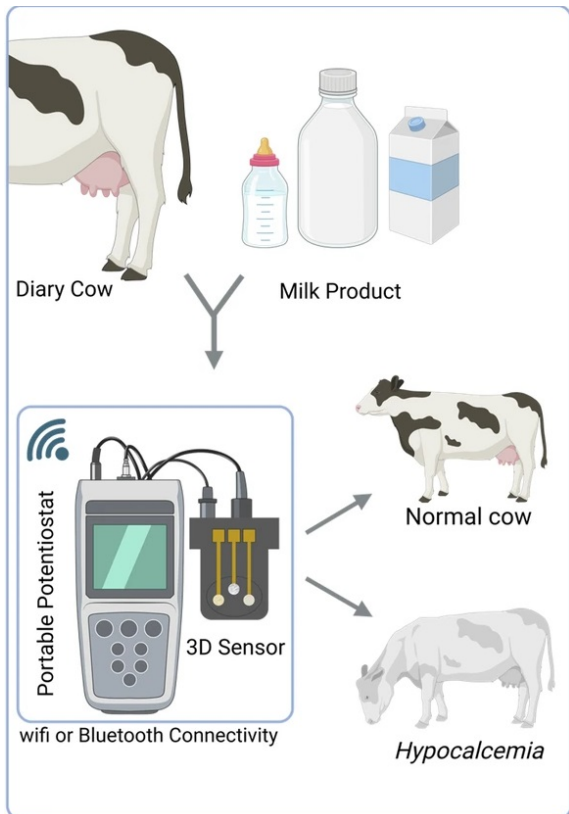 Diary Cow
Milk Product
Portable Potentiostat
3D Sensor
wifi or Bluetooth Connectivity
Normal cow
Hypocalcemia